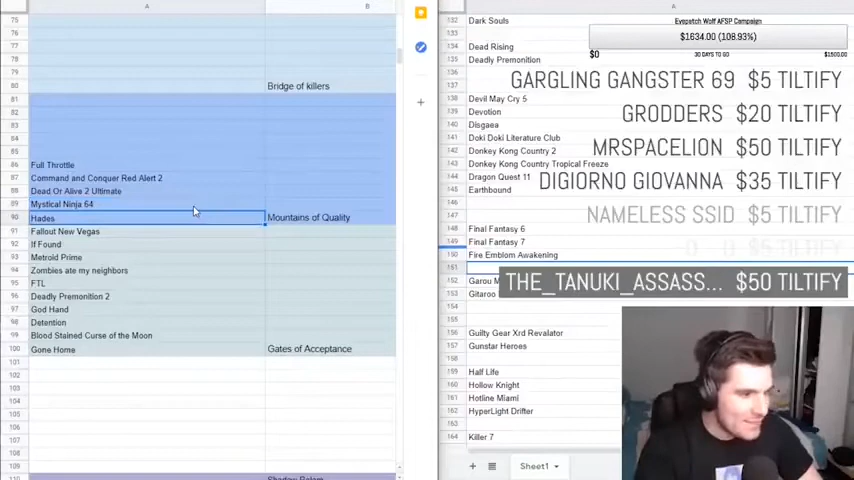 A
B
75
76
77
78
79
80 Bridge of killers
81
82
83
84
85
86 Full Throttle
87 Command and Conquer Red Alert 2
88 Dead Or Alive 2 Ultimate
89 Mystical Ninja 64
90 Hades Mountains of Quality
91 Fallout New Vegas
92 If Found
93 Metroid Prime
94 Zombies ate my neighbors
95 FTL
96 Deadly Premonition 2
97 God Hand
98 Detention
99 Blood Stained Curse of the Moon
100 Gone Home Gates of Acceptance
101
102
103
104
105
106
107
108
109
110 Shadow Realm
A
132 Dark Souls
133
134 Dead Rising
135 Deadly Premonition
136
137
138 Devil May Cry 5
139 Devotion
140 Disgaea
141 Doki Doki Literature Club
142 Donkey Kong Country 2
143 Donkey Kong Country Tropical Freeze
144 Dragon Quest 11
145 Earthbound
146
147
148 Final Fantasy 6
149 Final Fantasy 7
150 Fire Emblom Awakening
151
152 Garou M
153 Gitaroo
154
155
156 Guilty Gear Xrd Revalator
157 Gunstar Heroes
158
159 Half Life
160 Hollow Knight
161 Hotline Miami
162 HyperLight Drifter
163
164 Killer 7
Sheet1
Eyepatch Wolf AFSP Campaign
$1634.00 (108.93%)
$0 30 DAYS TO GO $1500.00
GARGLING GANGSTER 69 $5 TILTIFY
GRODDERS $20 TILTIFY
MRSPACELION $50 TILTIFY
DIGIORNO GIOVANNA $35 TILTIFY
NAMELESS SSID $5 TILTIFY
THE_TANUKI_ASSASS... $50 TILTIFY